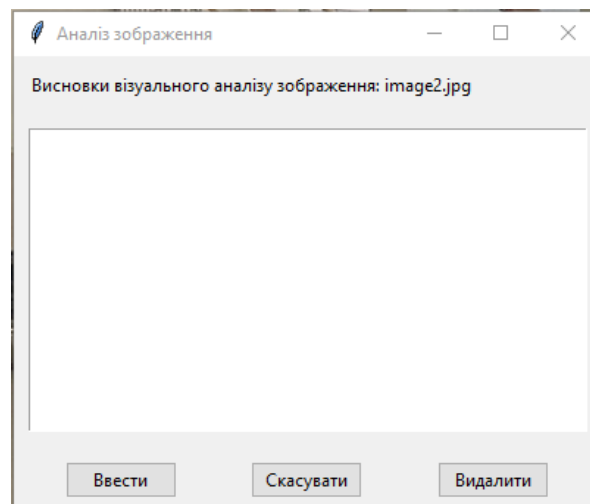 Аналіз зображення
Висновки візуального аналізу зображення: image2.jpg
Ввести
Скасувати
Видалити